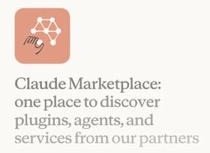 Claude Marketplace:
one place to discover
plugins, agents, and
services from our partners